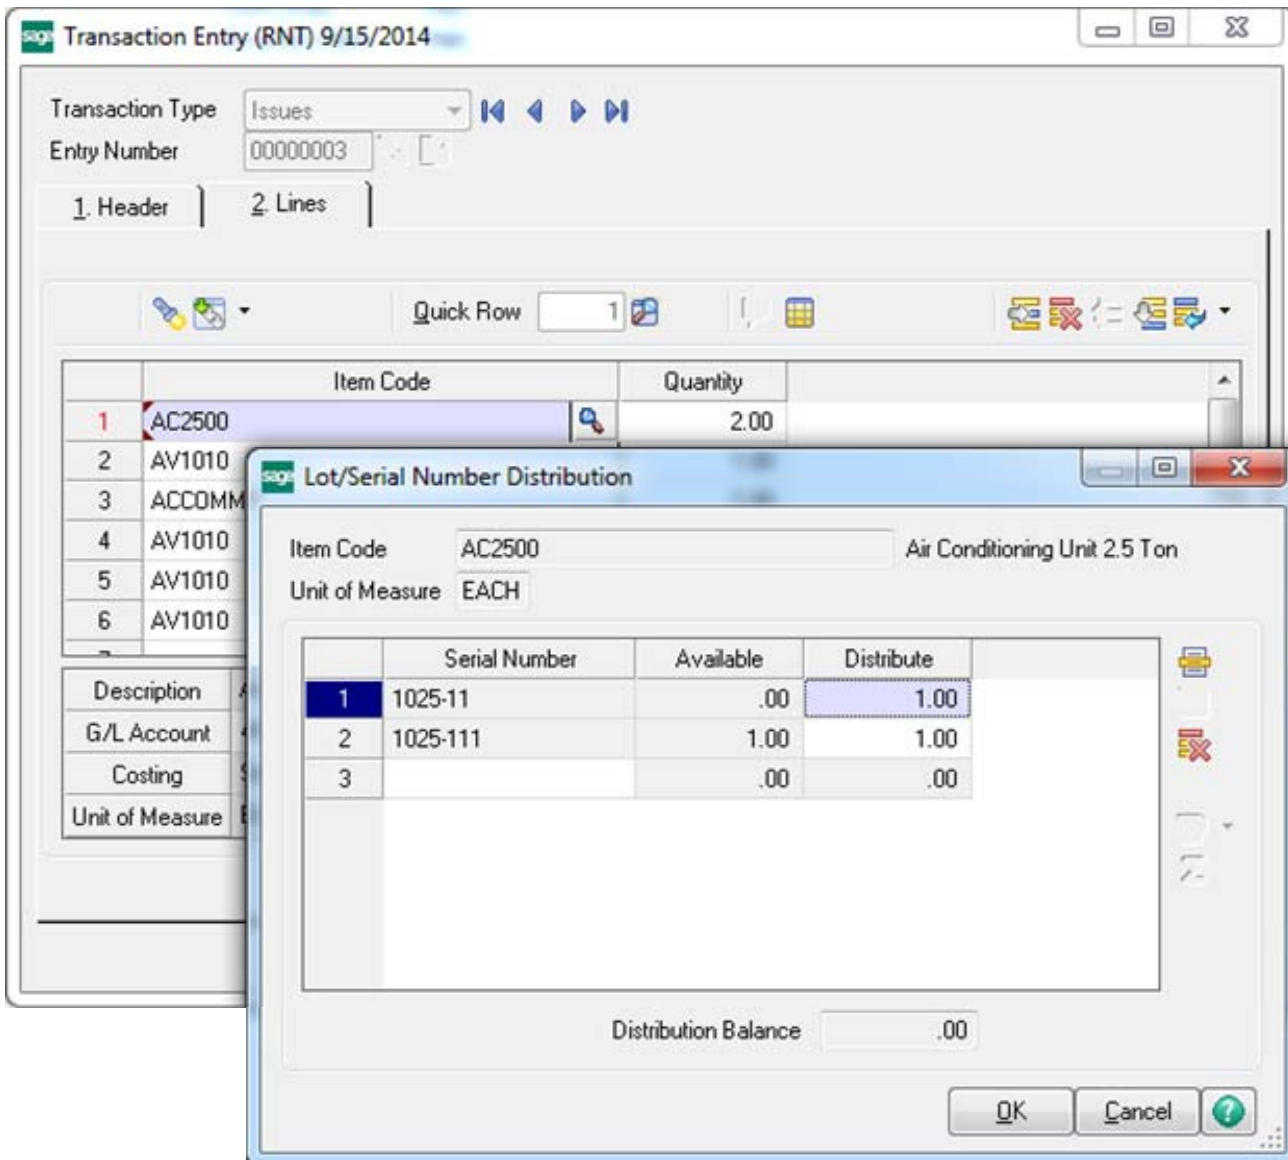 sage Transaction Entry (RNT) 9/15/2014
Transaction Type Issues
Entry Number 00000003
1. Header 2. Lines
Quick Row 1
Item Code Quantity
1 AC2500 2.00
2 AV1010
3 ACCOMM
4 AV1010
5 AV1010
6 AV1010
Description
G/L Account
Costing
Unit of Measure
sage Lot/Serial Number Distribution
Item Code AC2500 Air Conditioning Unit 2.5 Ton
Unit of Measure EACH
Serial Number Available Distribute
1 1025-11 .00 1.00
2 1025-111 1.00 1.00
3 .00 .00
Distribution Balance .00
OK Cancel ?